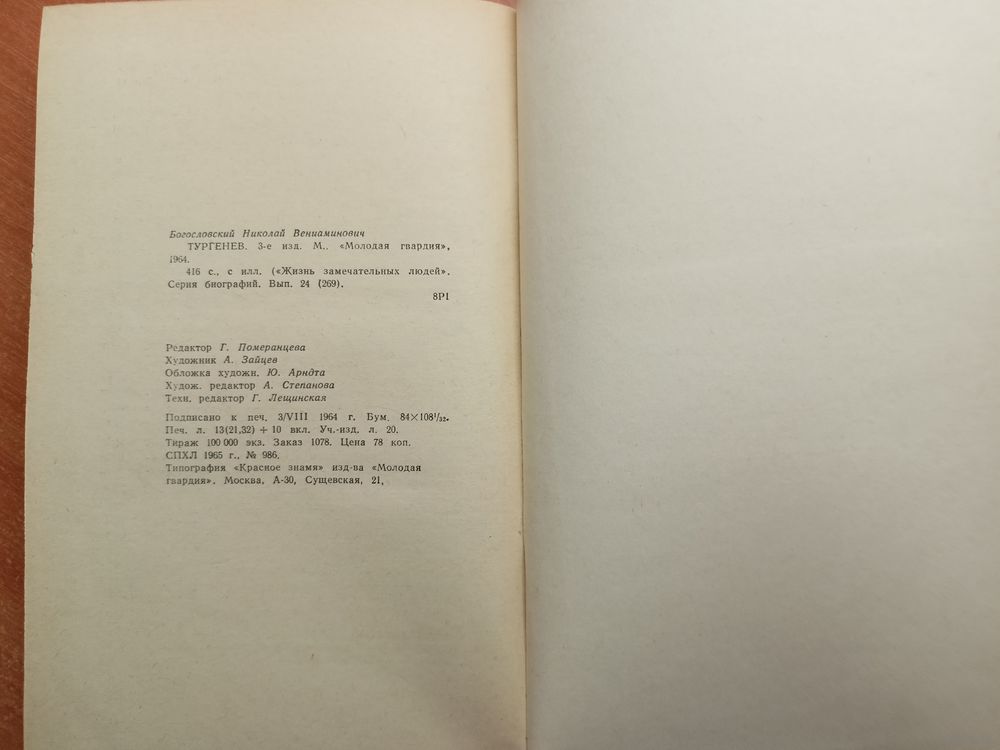 Богословский Николай Вениаминович
ТУРГЕНЕВ. 3-е изд. М., «Молодая гвардия»,
1964.
416 с., с илл. («Жизнь замечательных людей».
Серия биографий. Вып. 24 (269).
8Р1
Редактор Г. Померанцева
Художник А. Зайцев
Обложка художн. Ю. Арндта
Худож. редактор А. Степанова
Техн. редактор Г. Лещинская
Подписано к печ. 3/VIII 1964 г. Бум. 84×108¹/₃₂.
Печ. л. 13(21,32) + 10 вкл. Уч.-изд. л. 20.
Тираж 100 000 экз. Заказ 1078. Цена 78 коп.
СПХЛ 1965 г., № 986.
Типография «Красное знамя» изд-ва «Молодая
гвардия». Москва, А-30, Сущевская, 21.